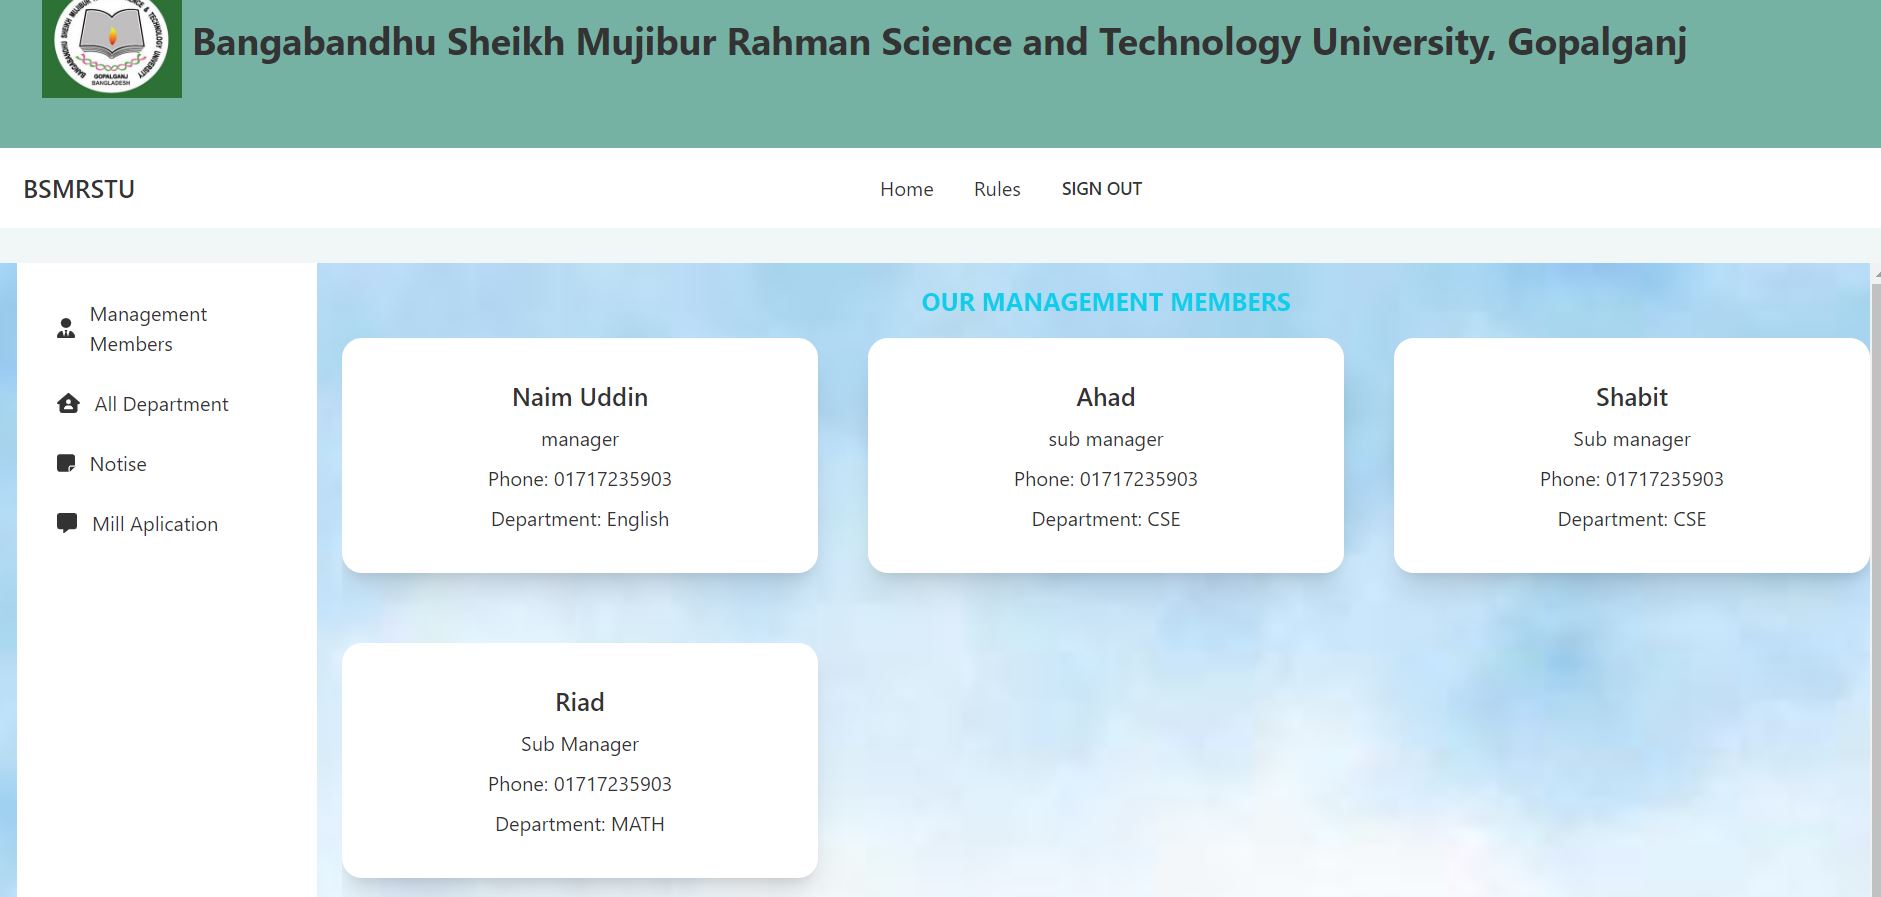 Bangabandhu Sheikh Mujibur Rahman Science and Technology University, Gopalganj
GOPALGANJ
BANGLADESH
BSMRSTU
Home
Rules
SIGN OUT
Management
Members
All Department
Notise
Mill Aplication
OUR MANAGEMENT MEMBERS
Naim Uddin
manager
Phone: 01717235903
Department: English
Ahad
sub manager
Phone: 01717235903
Department: CSE
Shabit
Sub manager
Phone: 01717235903
Department: CSE
Riad
Sub Manager
Phone: 01717235903
Department: MATH